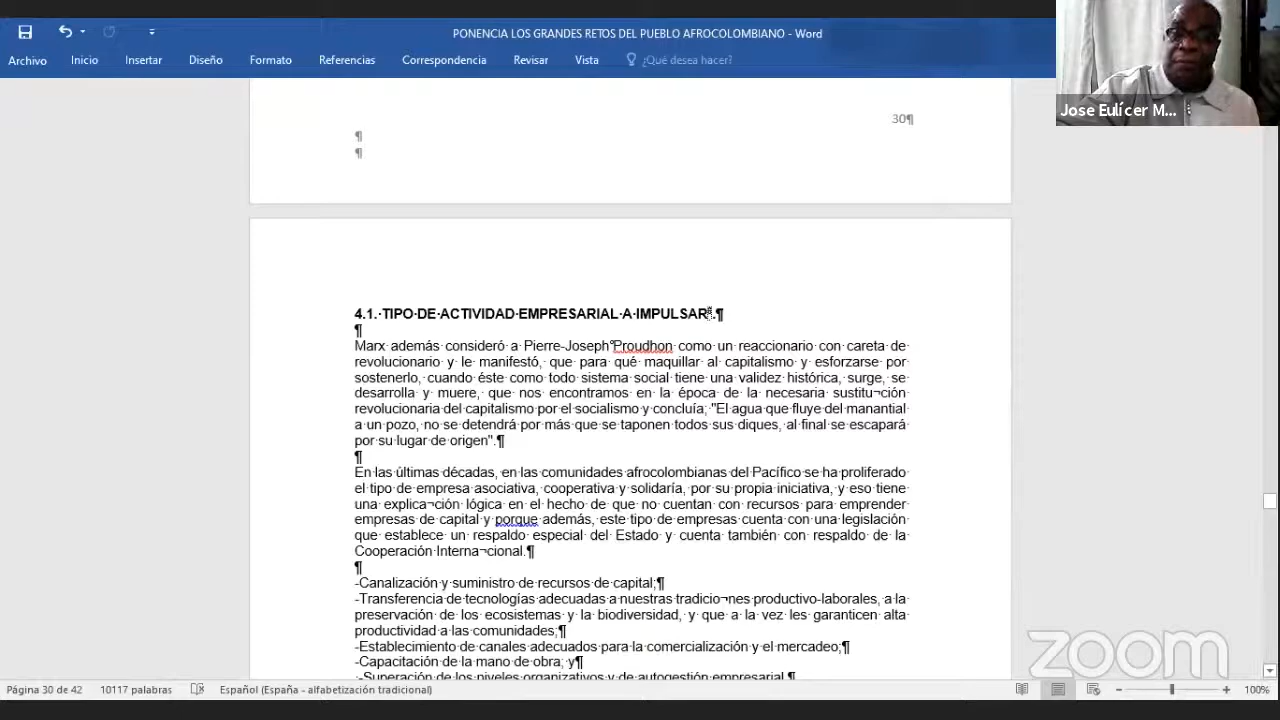 PONENCIA LOS GRANDES RETOS DEL PUEBLO AFROCOLOMBIANO - Word
Archivo Inicio Insertar Diseño Formato Referencias Correspondencia Revisar Vista ¿Qué desea hacer?
Jose Eulícer M...
30¶
¶
¶
4.1.·TIPO·DE·ACTIVIDAD·EMPRESARIAL·A·IMPULSAR.¶
¶
Marx además consideró a Pierre-Joseph°Proudhon como un reaccionario con careta de
revolucionario y le manifestó, que para qué maquillar al capitalismo y esforzarse por
sostenerlo, cuando éste como todo sistema social tiene una validez histórica, surge, se
desarrolla y muere, que nos encontramos en la época de la necesaria sustitu¬ción
revolucionaria del capitalismo por el socialismo y concluía; "El agua que fluye del manantial
a un pozo, no se detendrá por más que se taponen todos sus diques, al final se escapará
por su lugar de origen".¶
¶
En las últimas décadas, en las comunidades afrocolombianas del Pacífico se ha proliferado
el tipo de empresa asociativa, cooperativa y solidaría, por su propia iniciativa, y eso tiene
una explica¬ción lógica en el hecho de que no cuentan con recursos para emprender
empresas de capital y porque además, este tipo de empresas cuenta con una legislación
que establece un respaldo especial del Estado y cuenta también con respaldo de la
Cooperación Interna¬cional.¶
¶
-Canalización y suministro de recursos de capital;¶
-Transferencia de tecnologías adecuadas a nuestras tradicio¬nes productivo-laborales, a la
preservación de los ecosistemas y la biodiversidad, y que a la vez les garanticen alta
productividad a las comunidades;¶
-Establecimiento de canales adecuados para la comercialización y el mercadeo;¶
-Capacitación de la mano de obra; y¶
-Superación de los niveles organizativos y de autogestión empresarial.¶
zoom
Página 30 de 42 10117 palabras Español (España - alfabetización tradicional) 100%